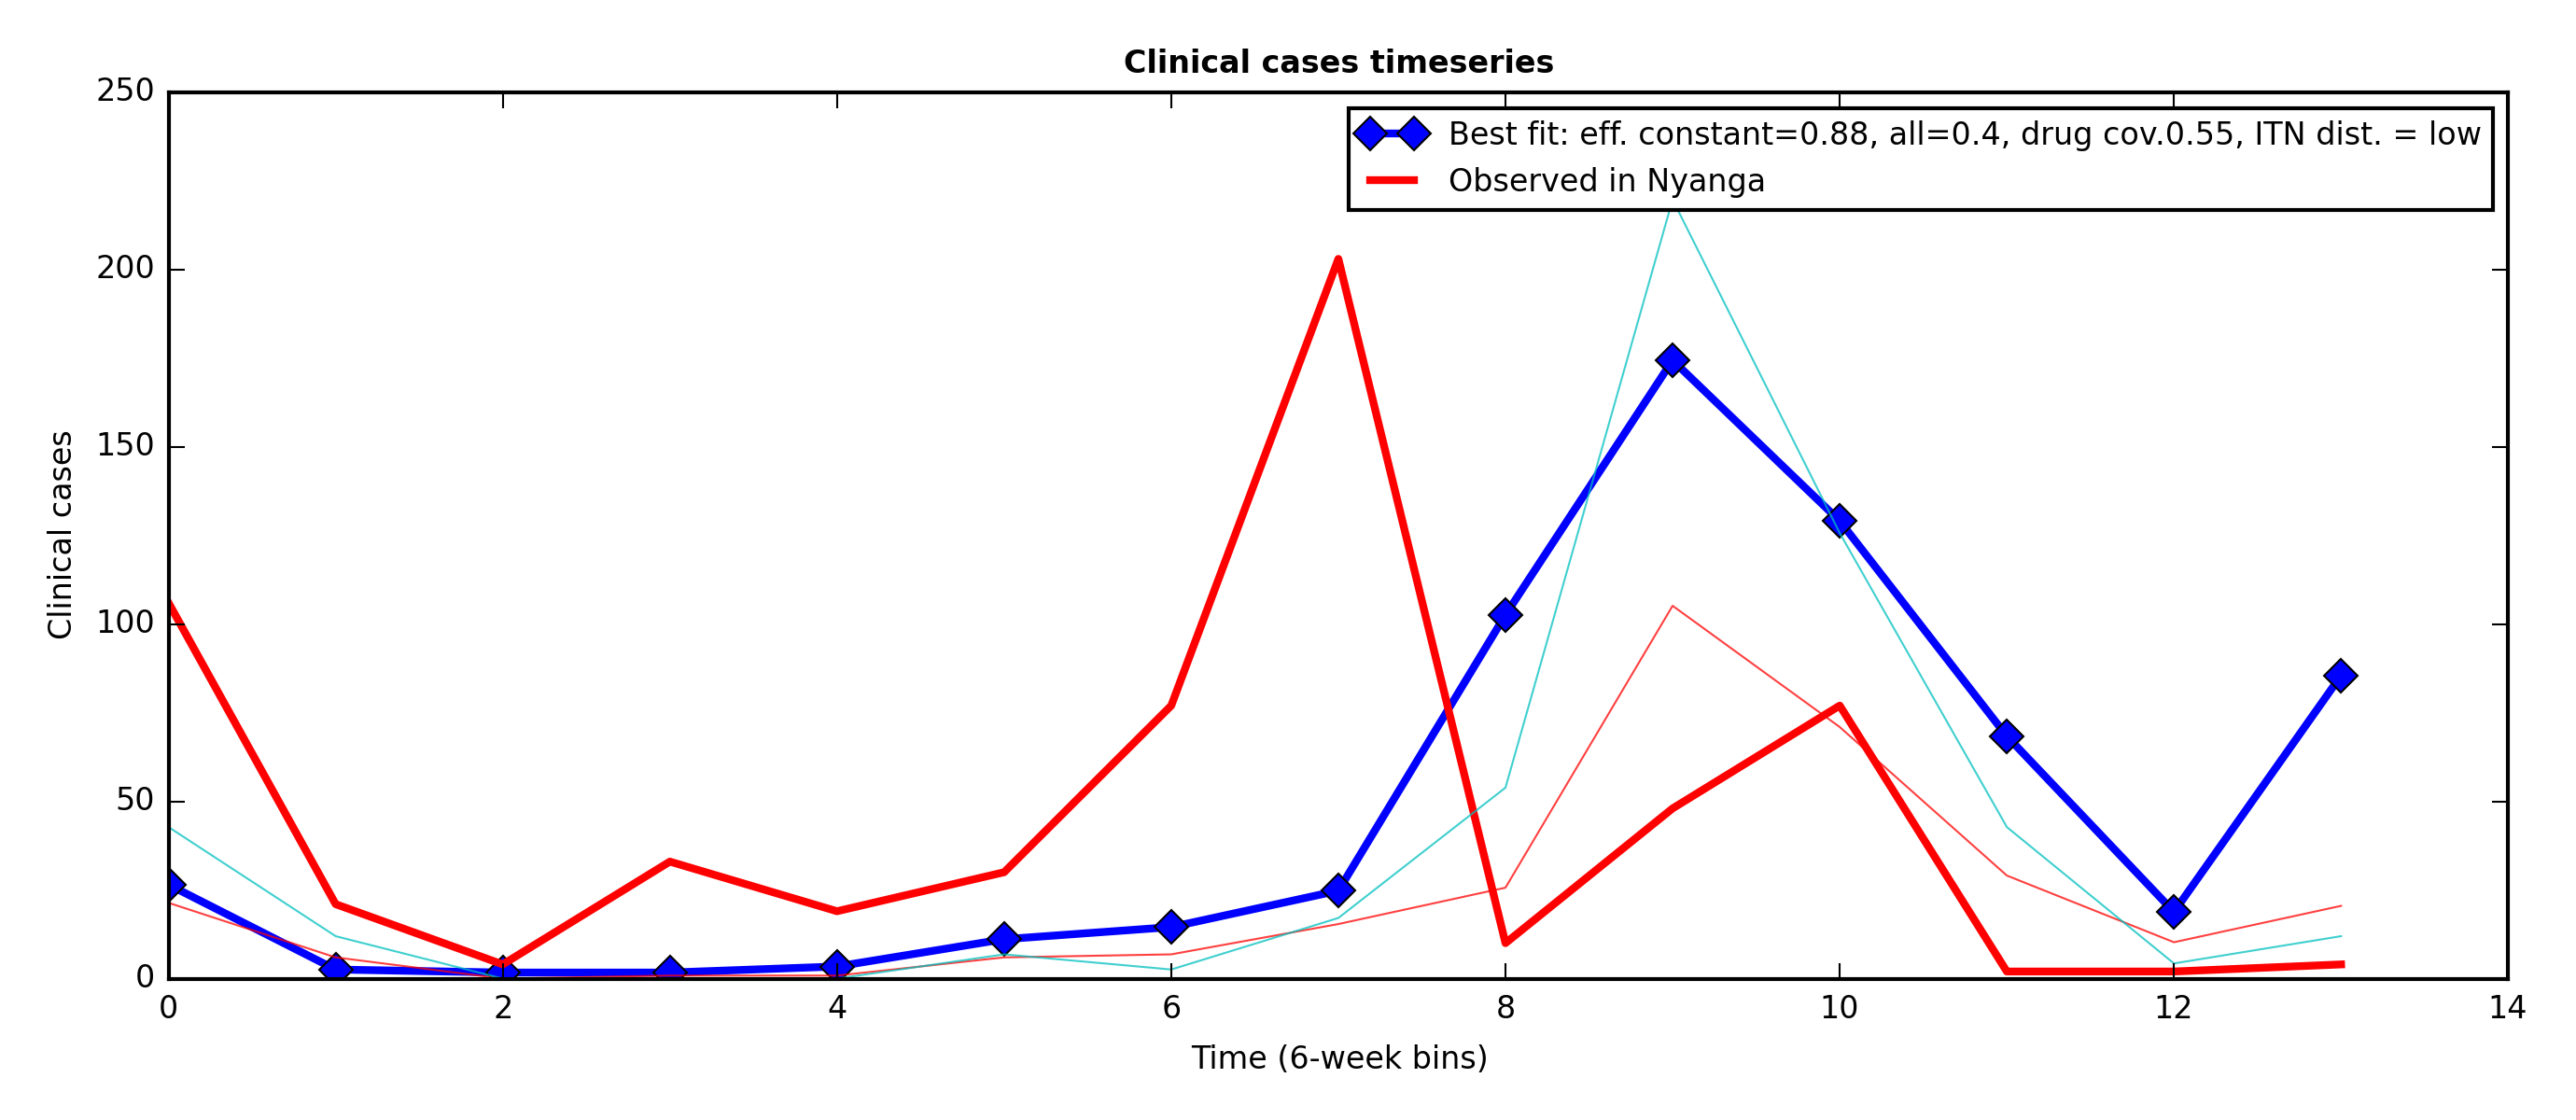 Clinical cases timeseries
250
200
150
100
50
0
Clinical cases
Best fit: eff. constant=0.88, all=0.4, drug cov.0.55, ITN dist. = low
Observed in Nyanga
0 2 4 6 8 10 12 14
Time (6-week bins)